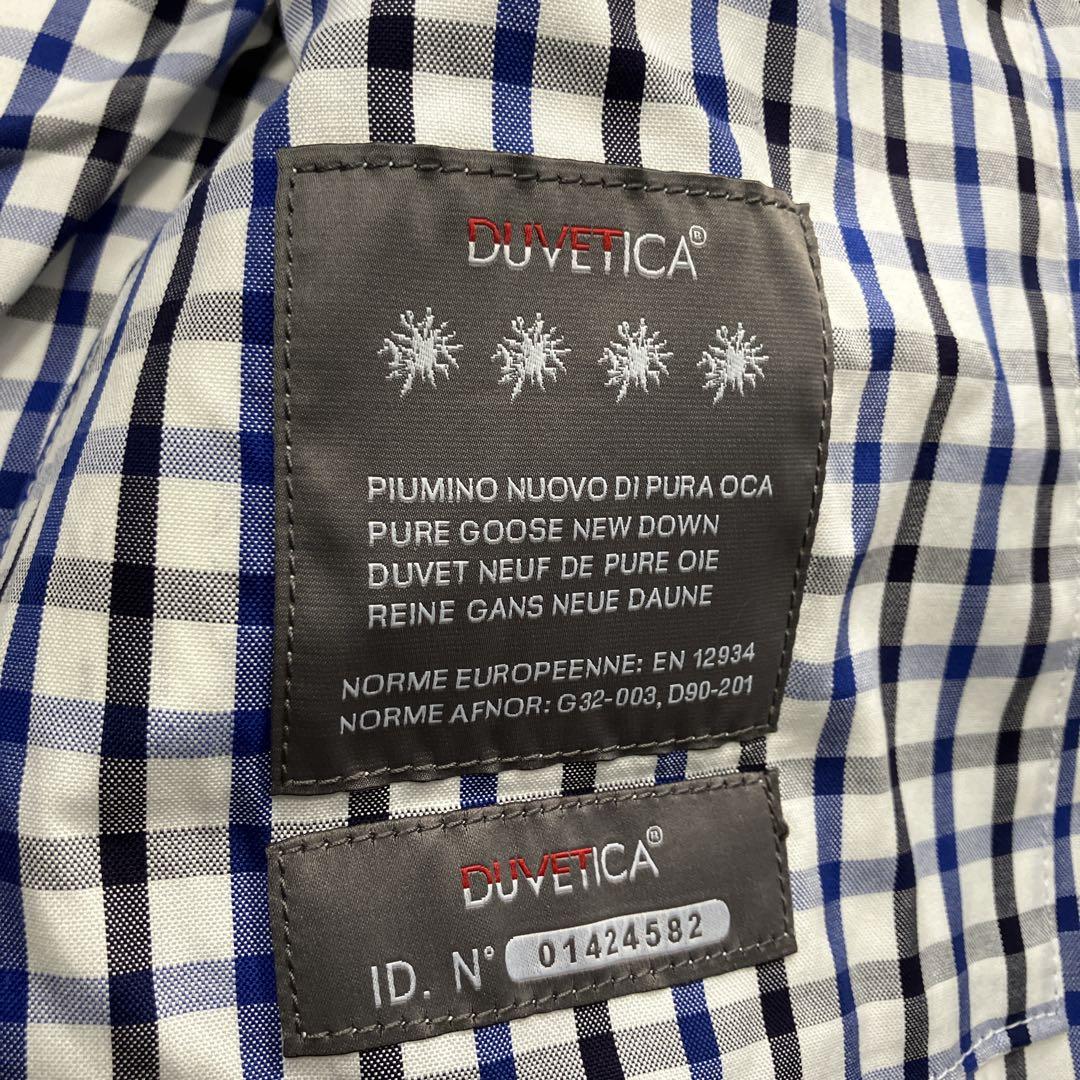 DUVETICA®
PIUMINO NUOVO DI PURA OCA
PURE GOOSE NEW DOWN
DUVET NEUF DE PURE OIE
REINE GANS NEUE DAUNE
NORME EUROPEENNE: EN 12934
NORME AFNOR: G32-003, D90-201
DUVETICA®
ID. N° 01424582